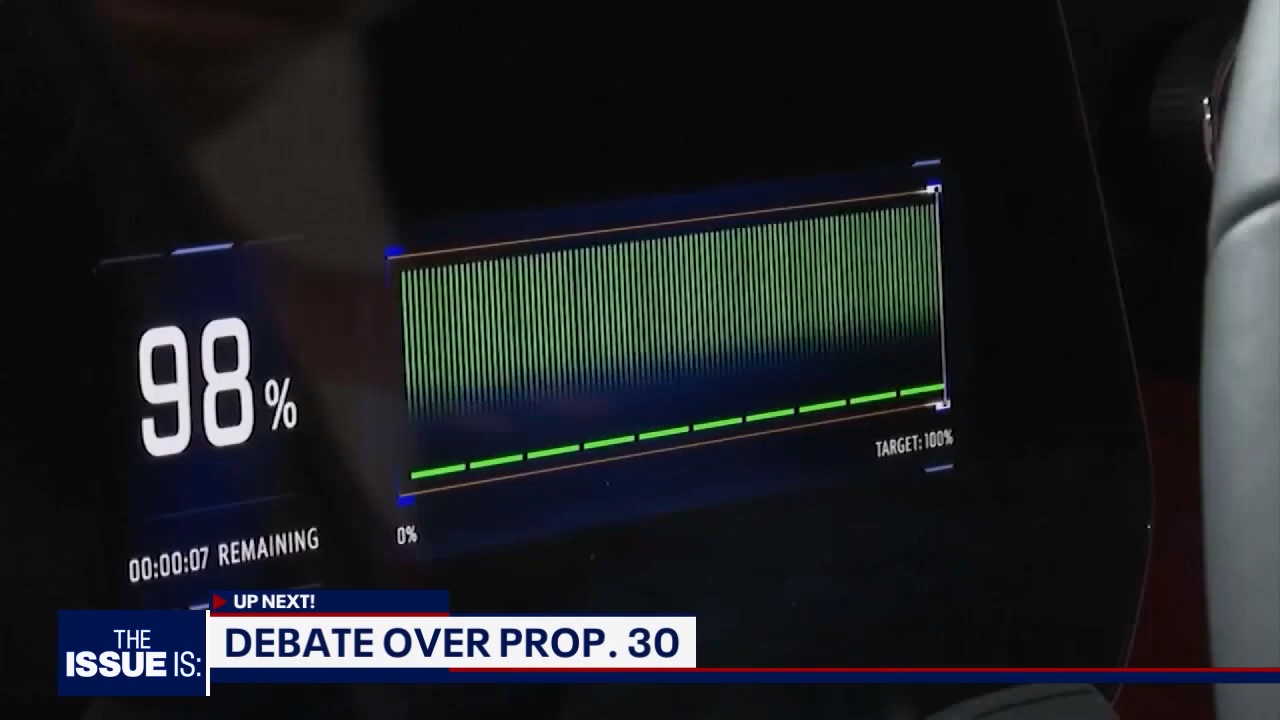 98%
00:00:07 REMAINING
0%
TARGET: 100%
UP NEXT!
THE
ISSUE IS:
DEBATE OVER PROP. 30